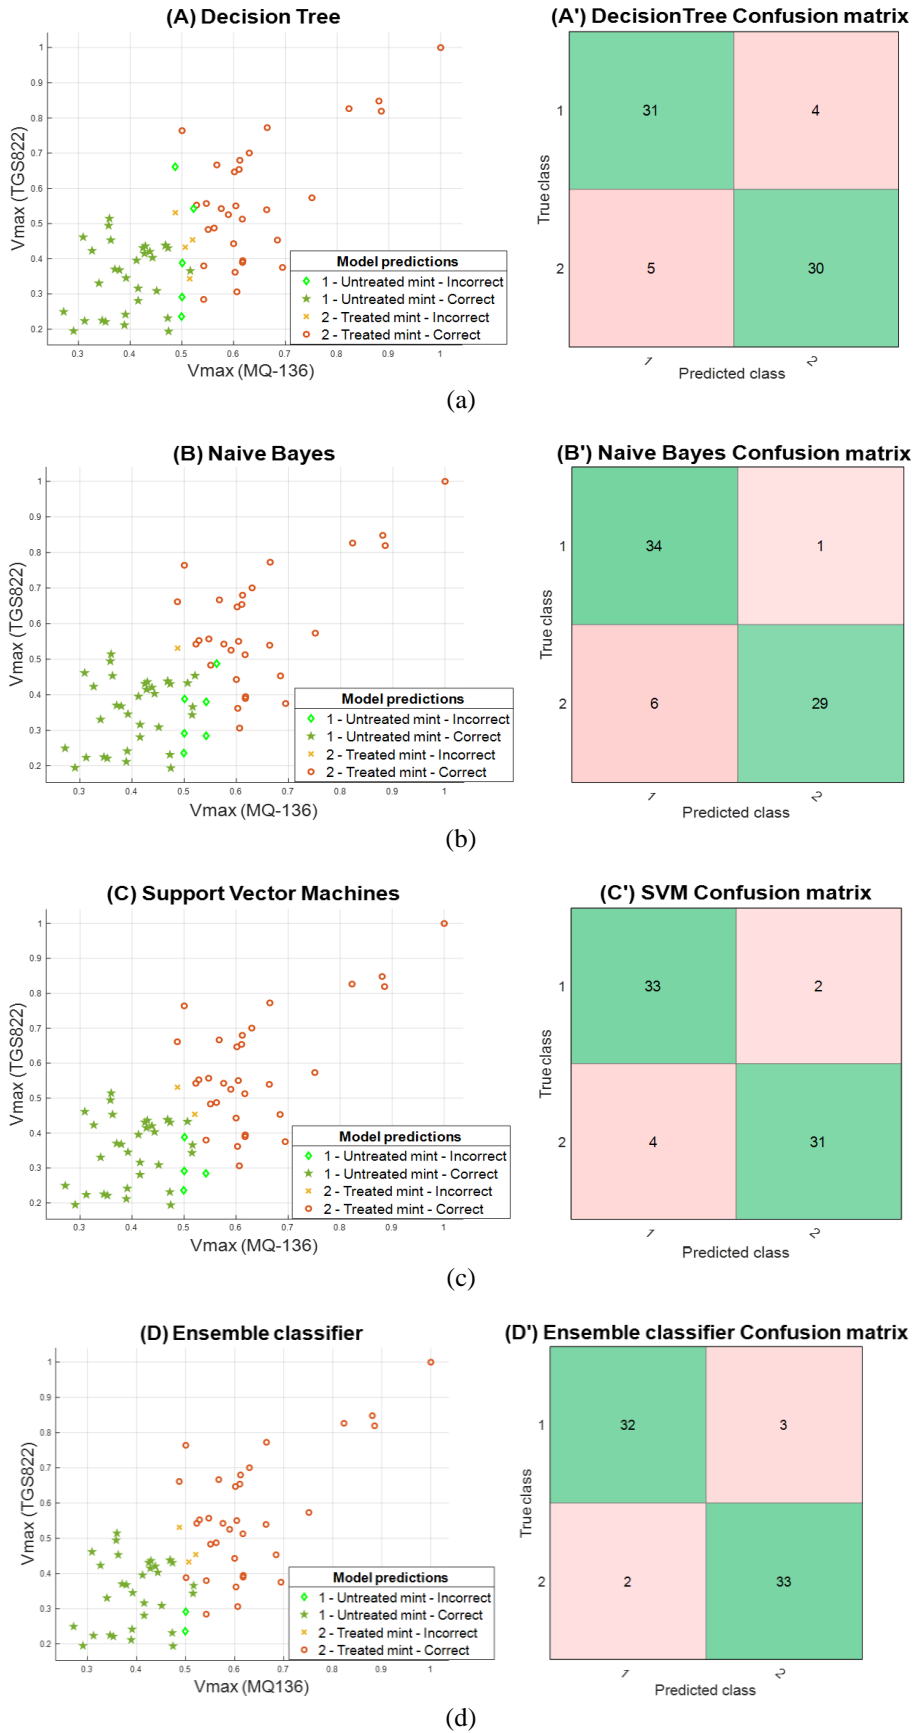 (A) Decision Tree
Vmax (TGS822)
1
0.9
0.8
0.7
0.6
0.5
0.4
0.3
0.2
0.3 0.4 0.5 0.6 0.7 0.8 0.9 1
Vmax (MQ-136)
Model predictions
1 - Untreated mint - Incorrect
1 - Untreated mint - Correct
2 - Treated mint - Incorrect
2 - Treated mint - Correct
(A') DecisionTree Confusion matrix
True class
1 31 4
2 5 30
1 2
Predicted class
(a)
(B) Naive Bayes
Vmax (TGS822)
1
0.9
0.8
0.7
0.6
0.5
0.4
0.3
0.2
0.3 0.4 0.5 0.6 0.7 0.8 0.9 1
Vmax (MQ-136)
Model predictions
1 - Untreated mint - Incorrect
1 - Untreated mint - Correct
2 - Treated mint - Incorrect
2 - Treated mint - Correct
(B') Naive Bayes Confusion matrix
True class
1 34 1
2 6 29
1 2
Predicted class
(b)
(C) Support Vector Machines
Vmax (TGS822)
1
0.9
0.8
0.7
0.6
0.5
0.4
0.3
0.2
0.3 0.4 0.5 0.6 0.7 0.8 0.9 1
Vmax (MQ-136)
Model predictions
1 - Untreated mint - Incorrect
1 - Untreated mint - Correct
2 - Treated mint - Incorrect
2 - Treated mint - Correct
(C') SVM Confusion matrix
True class
1 33 2
2 4 31
1 2
Predicted class
(c)
(D) Ensemble classifier
Vmax (TGS822)
1
0.9
0.8
0.7
0.6
0.5
0.4
0.3
0.2
0.3 0.4 0.5 0.6 0.7 0.8 0.9 1
Vmax (MQ136)
Model predictions
1 - Untreated mint - Incorrect
1 - Untreated mint - Correct
2 - Treated mint - Incorrect
2 - Treated mint - Correct
(D') Ensemble classifier Confusion matrix
True class
1 32 3
2 2 33
1 2
Predicted class
(d)